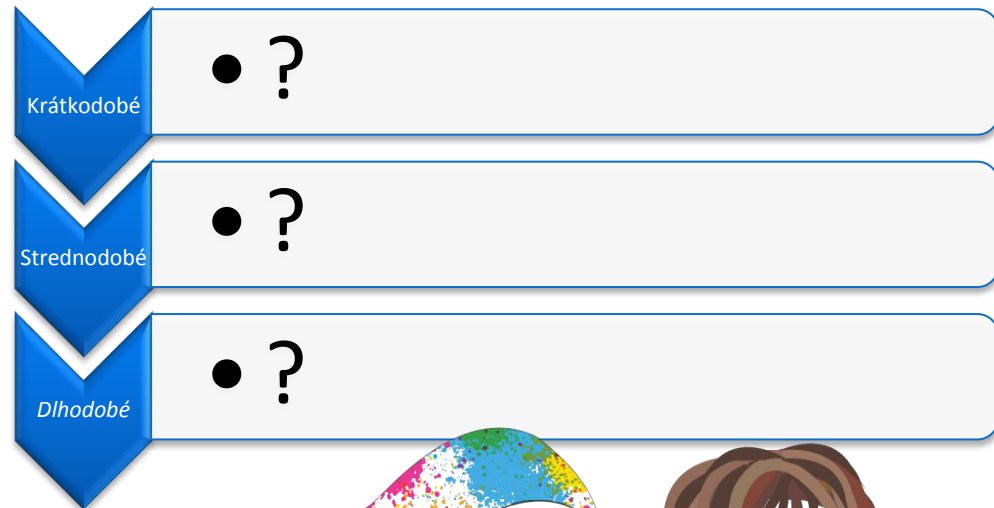 Krátkodobé
• ?
Strednodobé
• ?
Dlhodobé
• ?